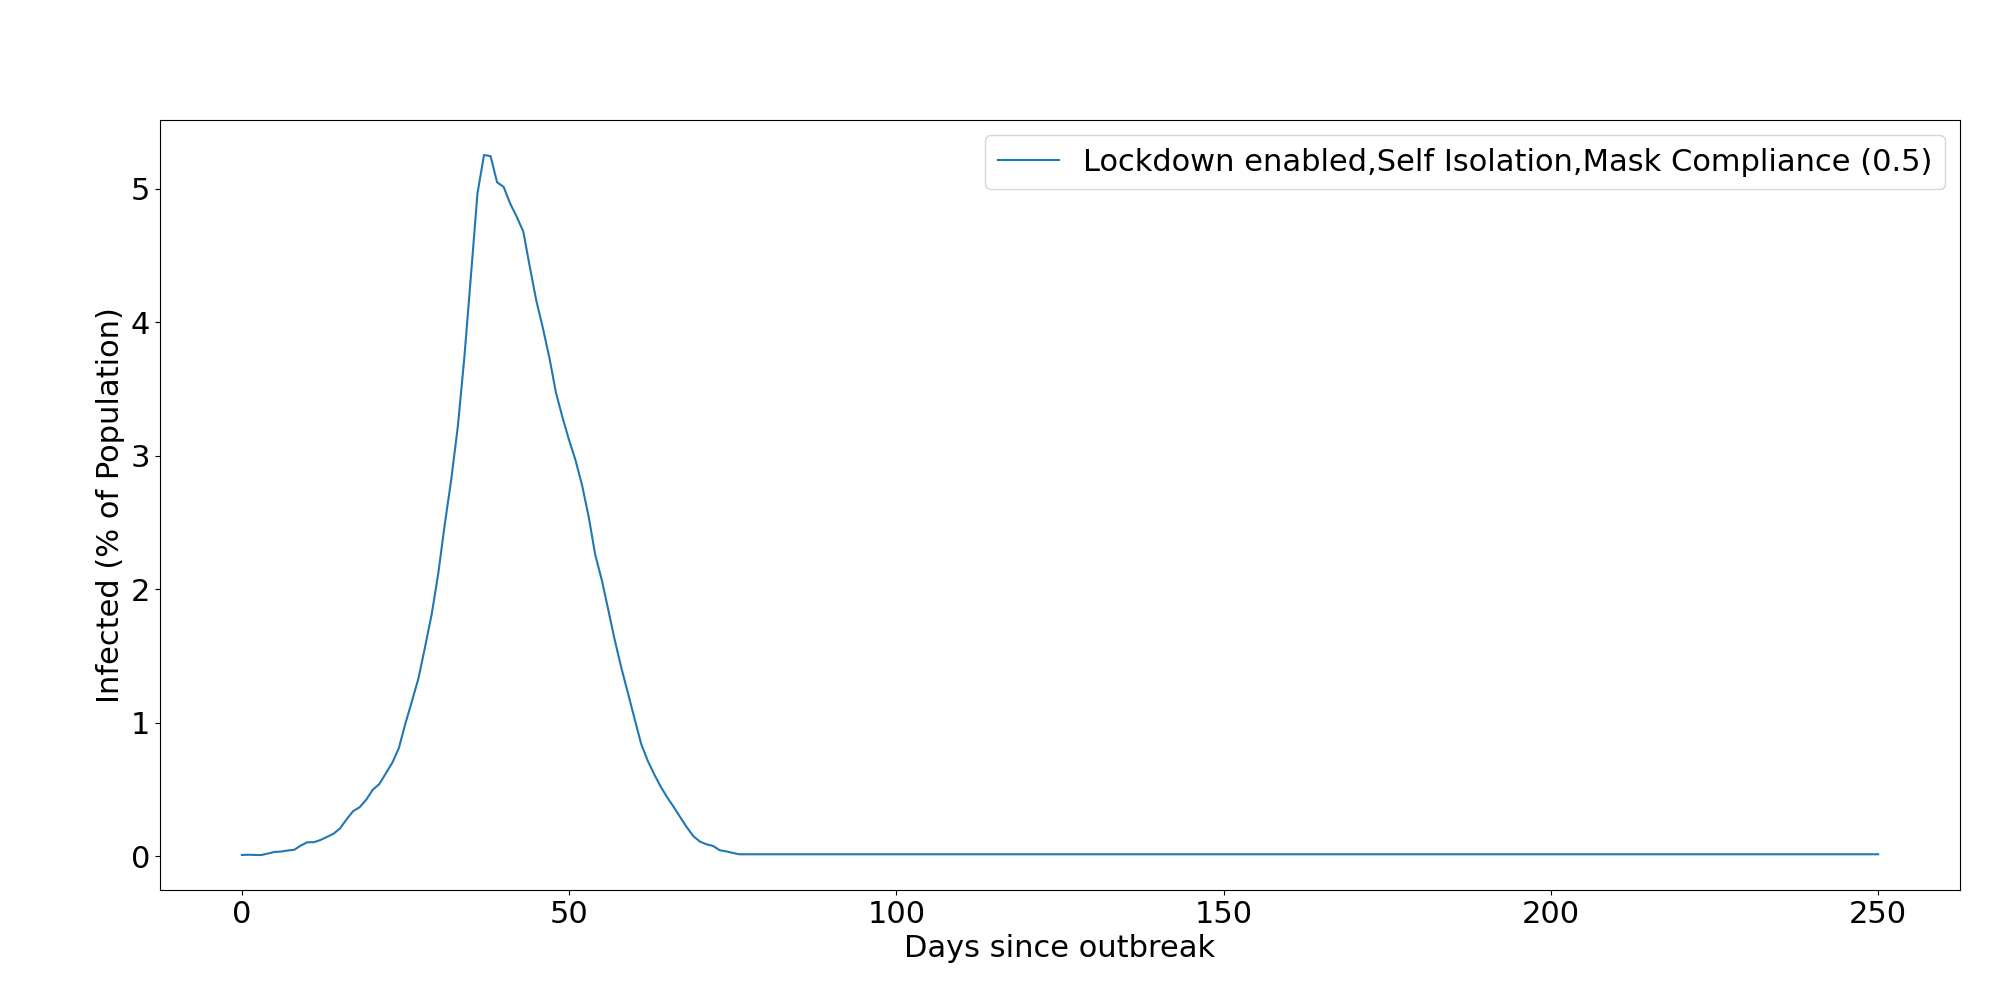 Lockdown enabled,Self Isolation,Mask Compliance (0.5)
Infected (% of Population)
5
4
3
2
1
0
0 50 100 150 200 250
Days since outbreak